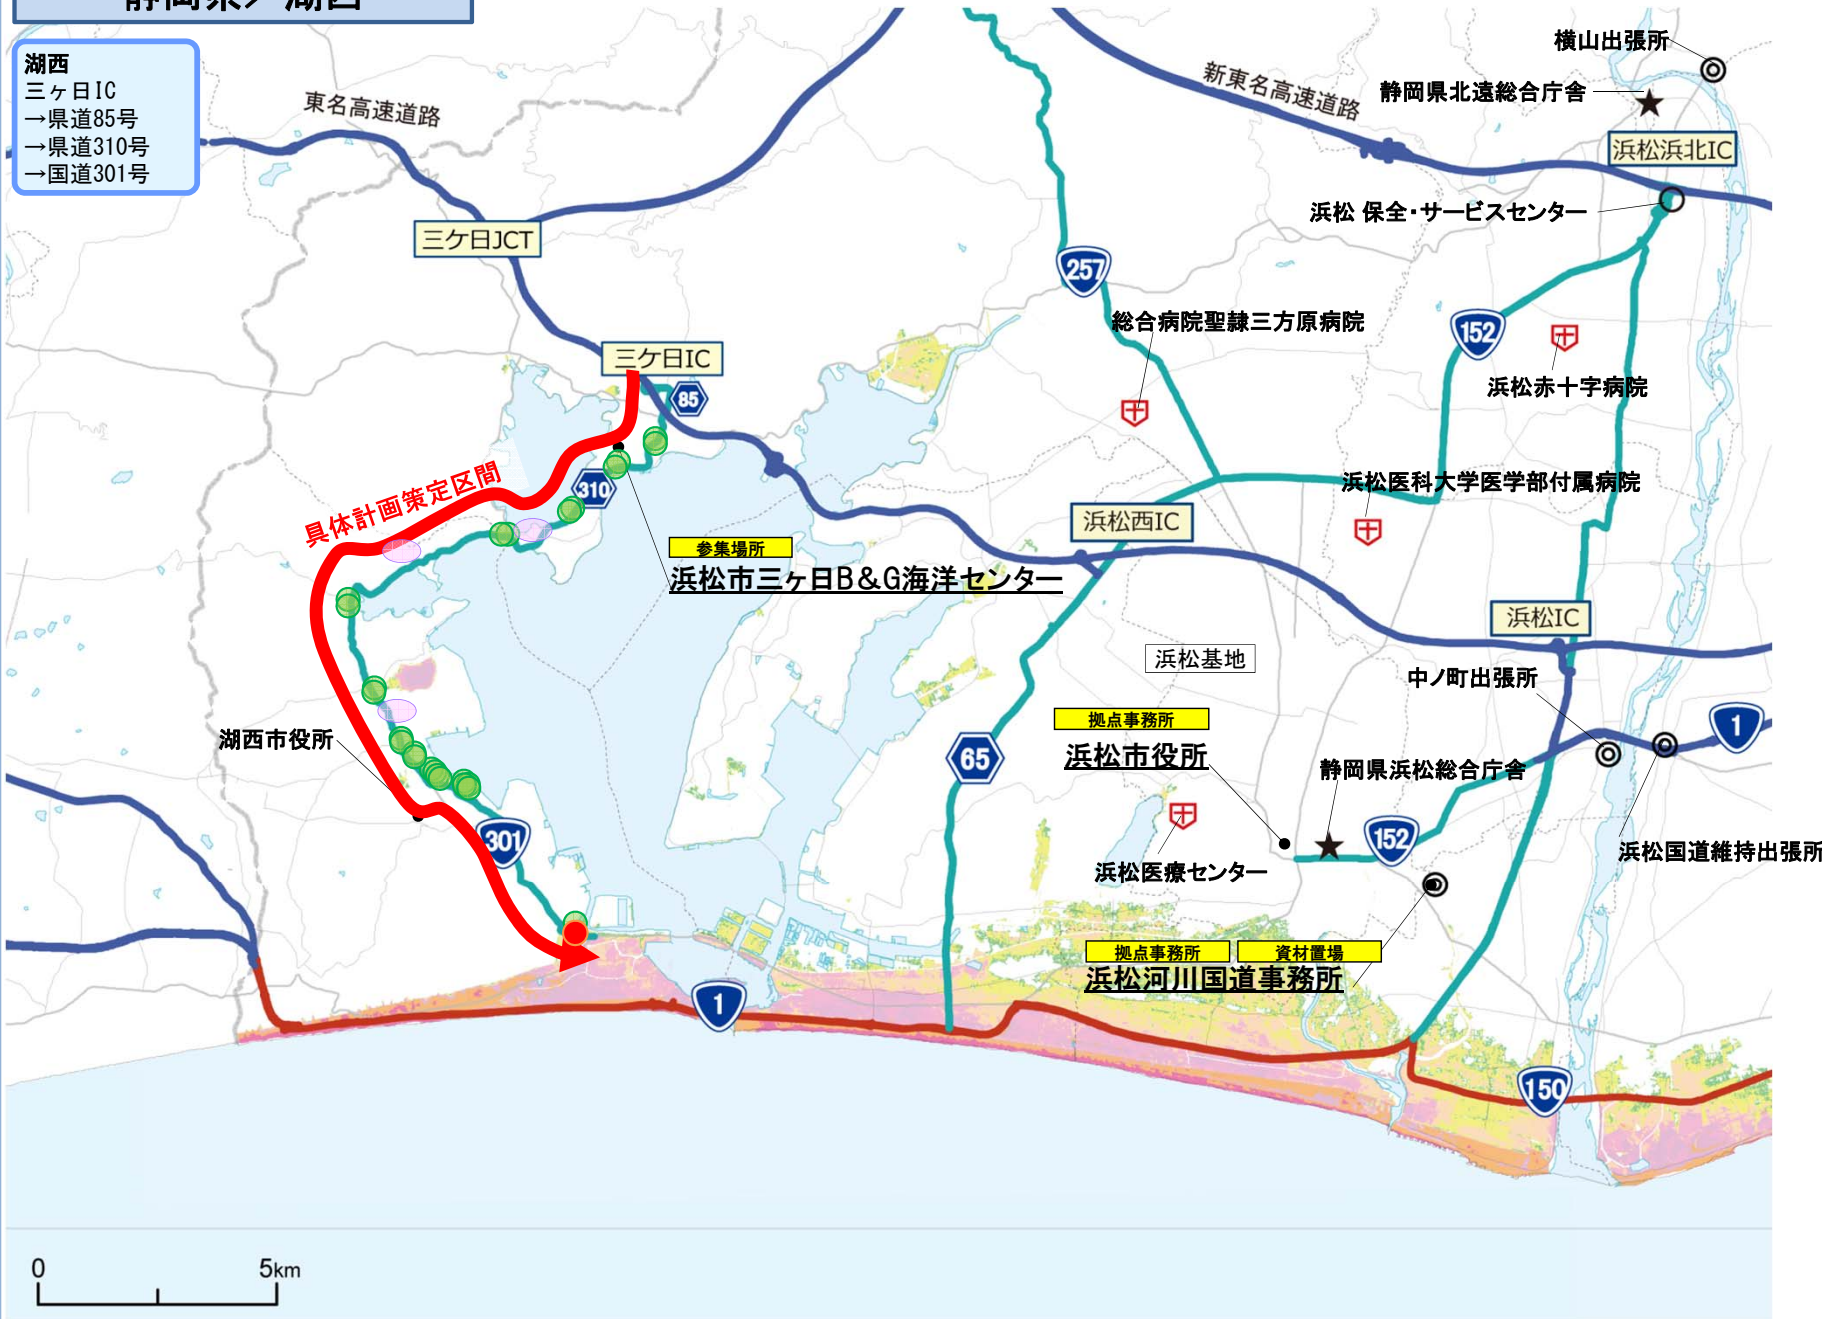 静岡県／湖西
湖西
三ヶ日IC
→県道85号
→県道310号
→国道301号
東名高速道路
新東名高速道路
横山出張所
静岡県北遠総合庁舎
浜松浜北IC
浜松 保全・サービスセンター
三ケ日JCT
257
総合病院聖隷三方原病院
152
浜松赤十字病院
三ケ日IC
85
具体計画策定区間
310
浜松医科大学医学部付属病院
浜松西IC
参集場所
浜松市三ヶ日B＆G海洋センター
浜松IC
浜松基地
中ノ町出張所
拠点事務所
浜松市役所
1
湖西市役所
65
静岡県浜松総合庁舎
301
152
浜松医療センター
浜松国道維持出張所
拠点事務所
資材置場
浜松河川国道事務所
1
150
0
5km